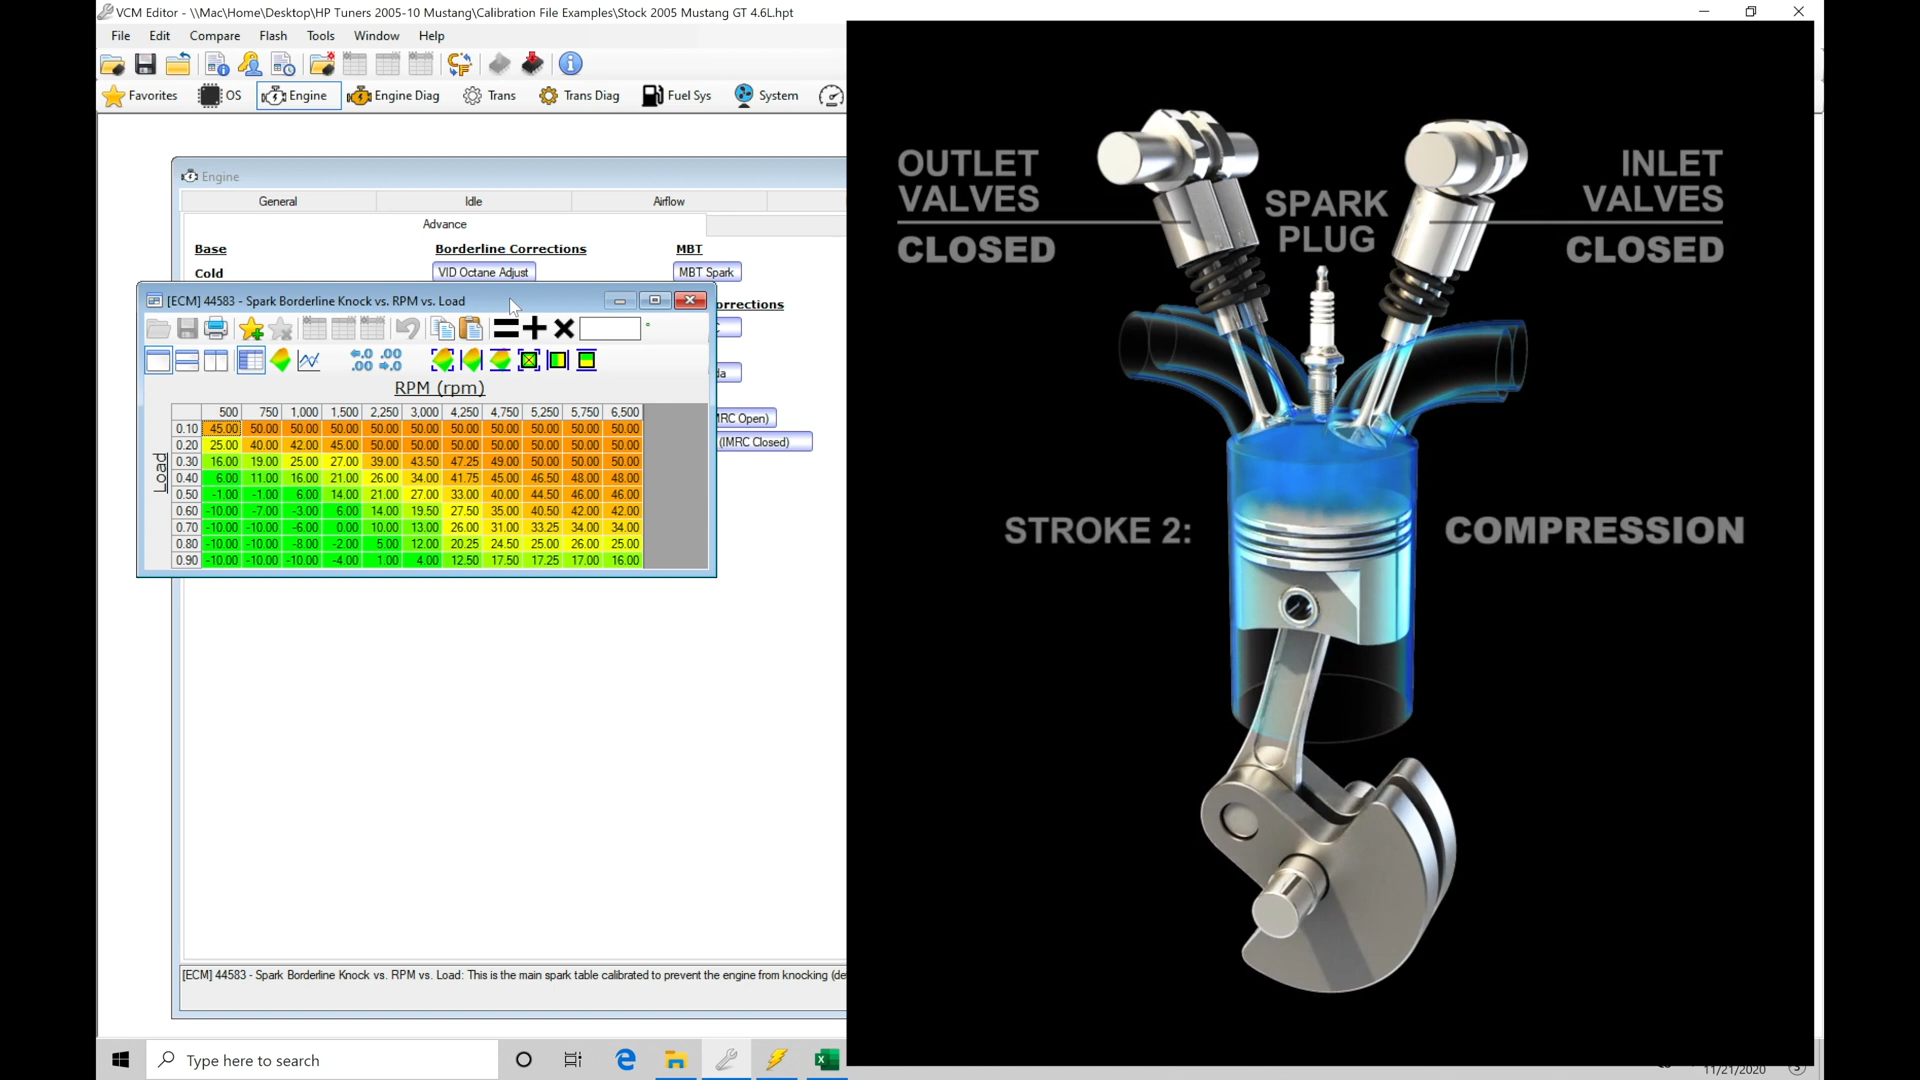 VCM Editor - \\Mac\Home\Desktop\HP Tuners 2005-10 Mustang\Calibration File Examples\Stock 2005 Mustang GT 4.6L.hpt
File Edit Compare Flash Tools Window Help
Favorites OS Engine Engine Diag Trans Trans Diag Fuel Sys System
Engine
General Idle Airflow
Advance
Base Borderline Corrections MBT
Cold VID Octane Adjust MBT Spark
[ECM] 44583 - Spark Borderline Knock vs. RPM vs. Load
orrections
(IMRC Closed)
RPM (rpm)
500 750 1,000 1,500 2,250 3,000 4,250 4,750 5,250 5,750 6,500
Load
0.10 45.00 50.00 50.00 50.00 50.00 50.00 50.00 50.00 50.00 50.00 50.00
0.20 25.00 40.00 42.00 45.00 50.00 50.00 50.00 50.00 50.00 50.00 50.00
0.30 16.00 19.00 25.00 27.00 39.00 43.50 47.25 49.00 50.00 50.00 50.00
0.40 6.00 11.00 16.00 21.00 26.00 34.00 41.75 45.00 46.50 48.00 48.00
0.50 -1.00 -1.00 6.00 14.00 21.00 27.00 33.00 40.00 44.50 46.00 46.00
0.60 -10.00 -7.00 -3.00 6.00 14.00 19.50 27.50 35.00 40.50 42.00 42.00
0.70 -10.00 -10.00 -6.00 0.00 10.00 13.00 26.00 31.00 33.25 34.00 34.00
0.80 -10.00 -10.00 -8.00 -2.00 5.00 12.00 20.25 24.50 25.00 26.00 25.00
0.90 -10.00 -10.00 -10.00 -4.00 1.00 4.00 12.50 17.50 17.25 17.00 16.00
[ECM] 44583 - Spark Borderline Knock vs. RPM vs. Load: This is the main spark table calibrated to prevent the engine from knocking (de
Type here to search
11/21/2020
OUTLET
VALVES
CLOSED
SPARK
PLUG
INLET
VALVES
CLOSED
STROKE 2: COMPRESSION